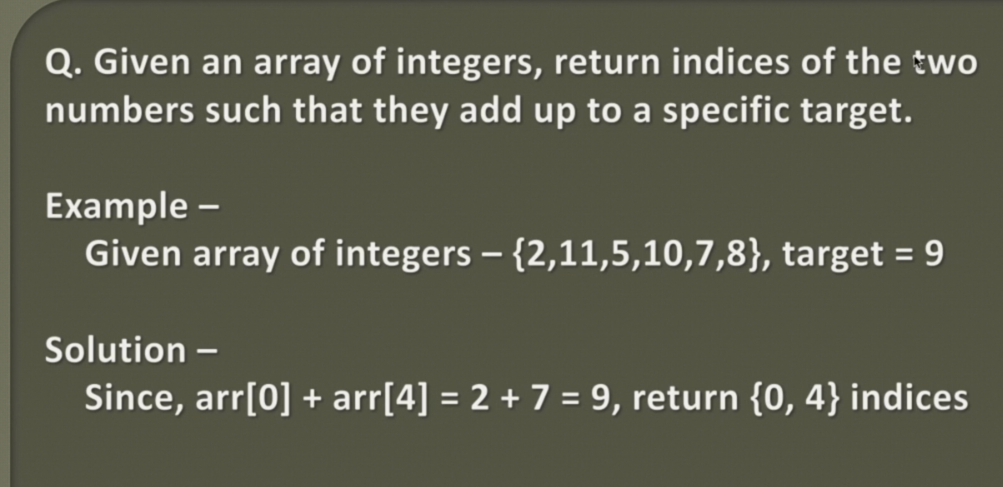 Q. Given an array of integers, return indices of the two
numbers such that they add up to a specific target.
Example –
Given array of integers – {2,11,5,10,7,8}, target = 9
Solution –
Since, arr[0] + arr[4] = 2 + 7 = 9, return {0, 4} indices